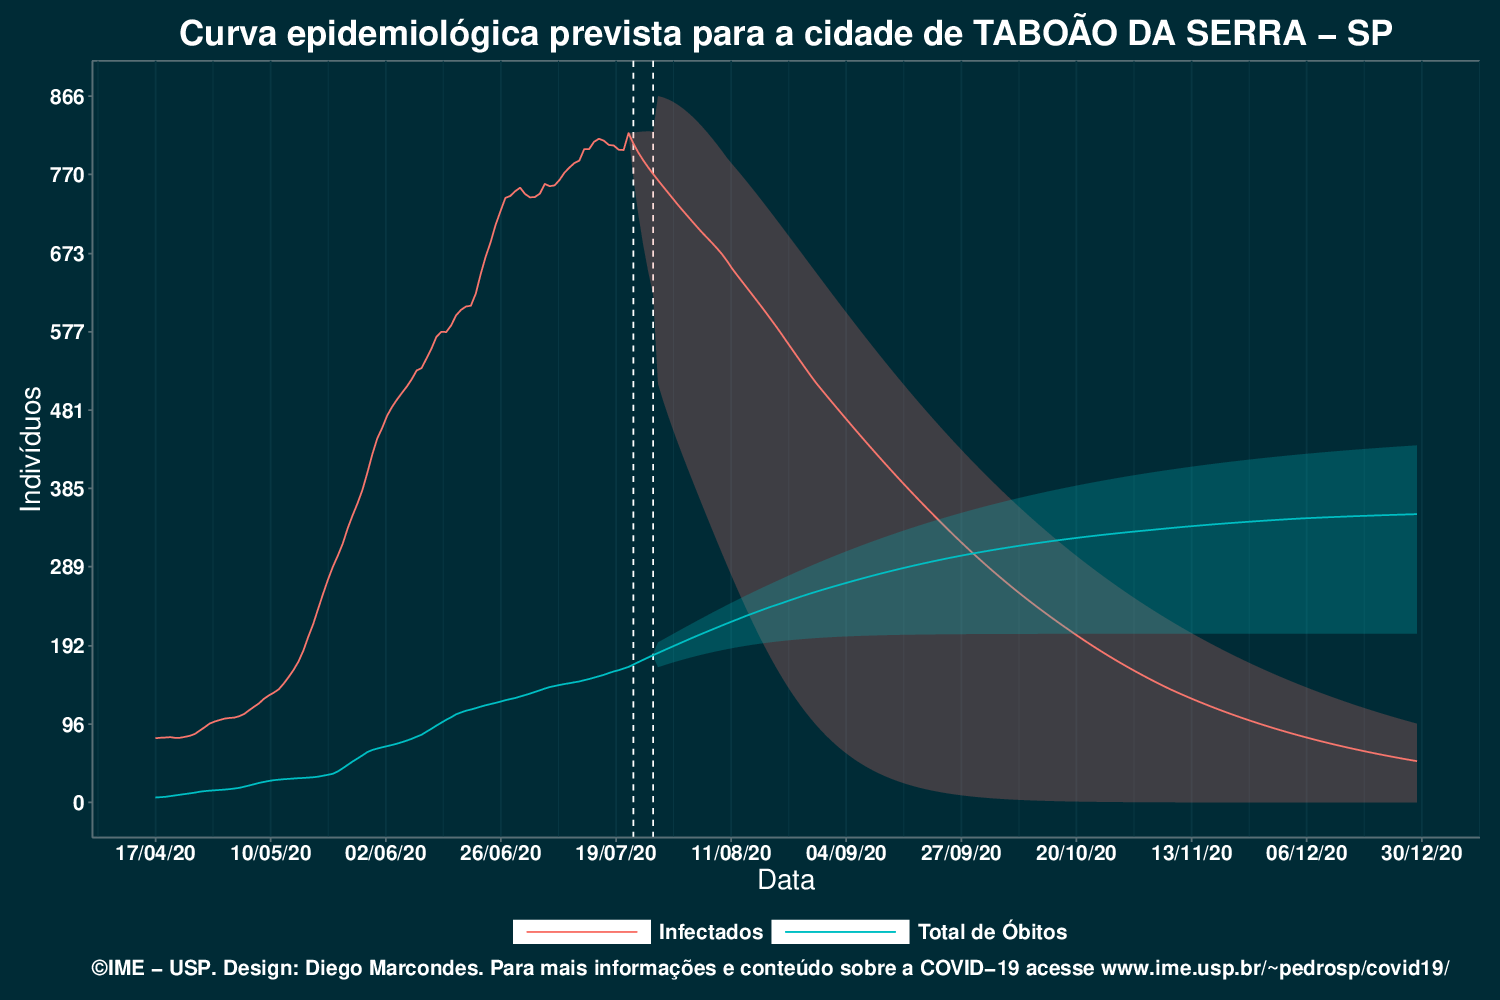 Curva epidemiológica prevista para a cidade de TABOÃO DA SERRA – SP
Indivíduos
866
770
673
577
481
385
289
192
96
0
17/04/20 10/05/20 02/06/20 26/06/20 19/07/20 11/08/20 04/09/20 27/09/20 20/10/20 13/11/20 06/12/20 30/12/20
Data
Infectados Total de Óbitos
©IME – USP. Design: Diego Marcondes. Para mais informações e conteúdo sobre a COVID–19 acesse www.ime.usp.br/~pedrosp/covid19/